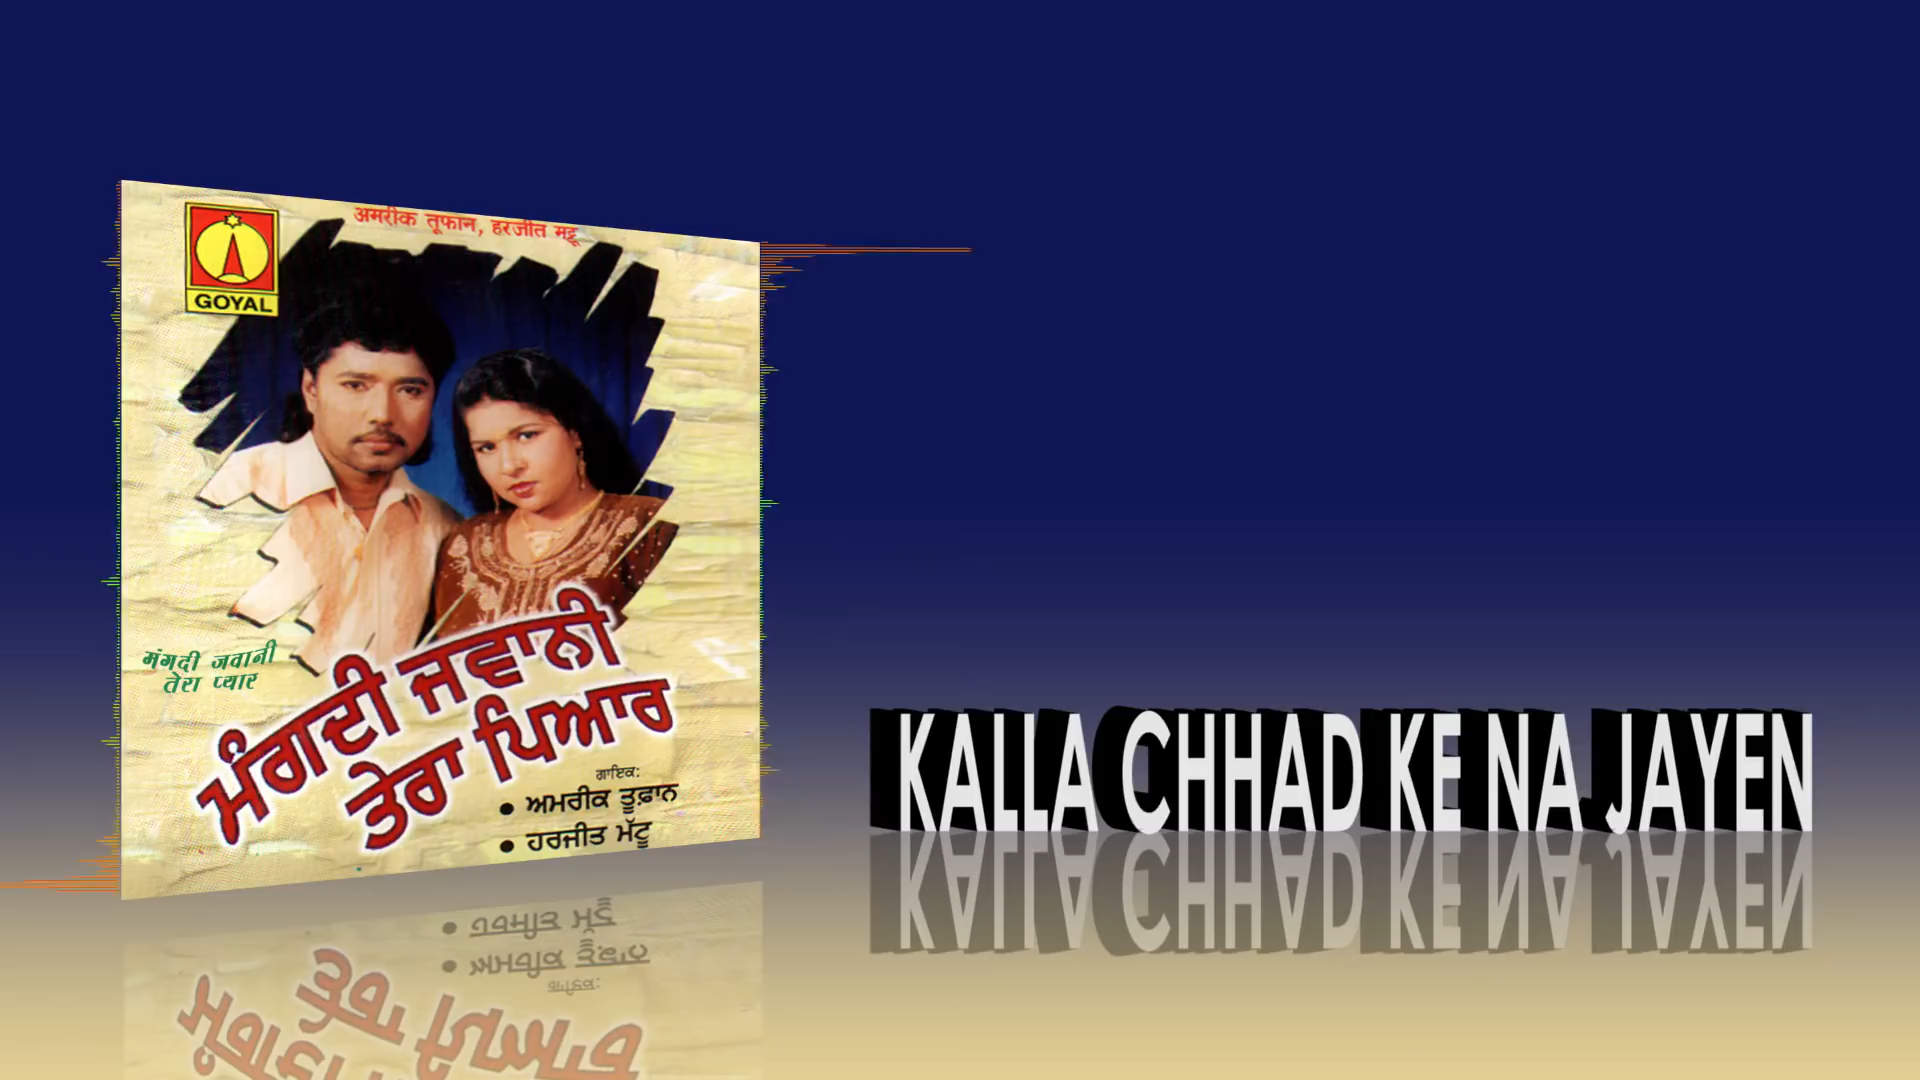 अमरीक तूफान, हरजीत मट्टू
GOYAL
मंगदी जवानी
तेरा प्यार
ਮੰਗਦੀ ਜਵਾਨੀ
ਤੇਰਾ ਪਿਆਰ
ਗਾਇਕ:
• ਅਮਰੀਕ ਤੂਫ਼ਾਨ
• ਹਰਜੀਤ ਮੱਟੂ
KALLA CHHAD KE NA JAYEN